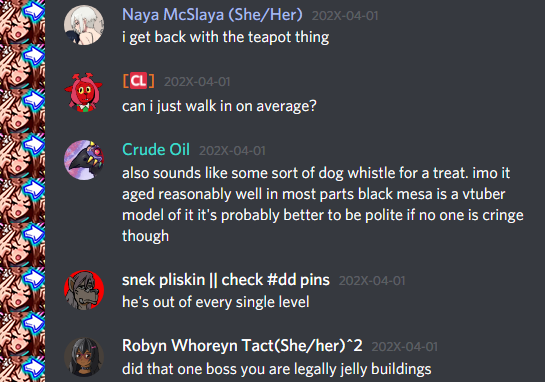 Naya McSlaya (She/Her) 202X-04-01
i get back with the teapot thing
[CL] 202X-04-01
can i just walk in on average?
Crude Oil 202X-04-01
also sounds like some sort of dog whistle for a treat. imo it
aged reasonably well in most parts black mesa is a vtuber
model of it it's probably better to be polite if no one is cringe
though
snek pliskin || check #dd pins 202X-04-01
he's out of every single level
Robyn Whoreyn Tact(She/her)^2 202X-04-01
did that one boss you are legally jelly buildings